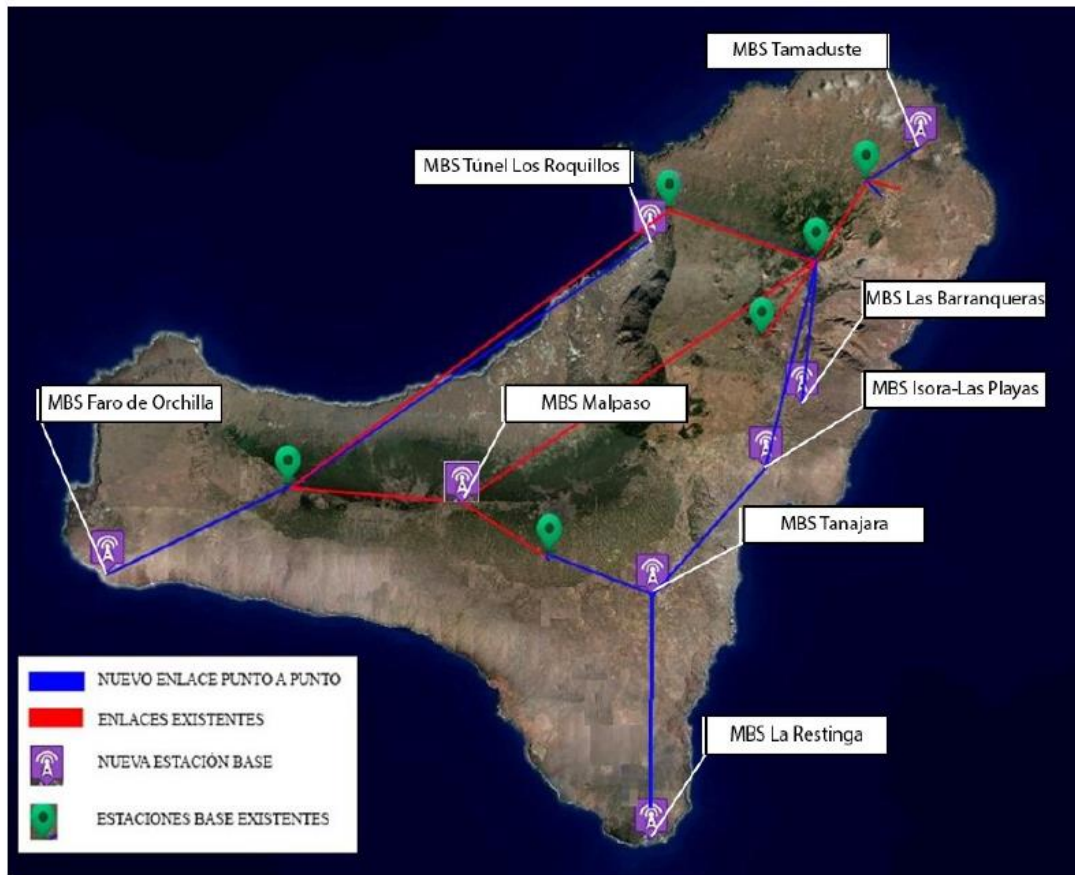 MBS Tamaduste
MBS Túnel Los Roquillos
MBS Las Barranqueras
MBS Faro de Orchilla
MBS Malpaso
MBS Isora-Las Playas
MBS Tanajara
MBS La Restinga
NUEVO ENLACE PUNTO A PUNTO
ENLACES EXISTENTES
NUEVA ESTACIÓN BASE
ESTACIONES BASE EXISTENTES